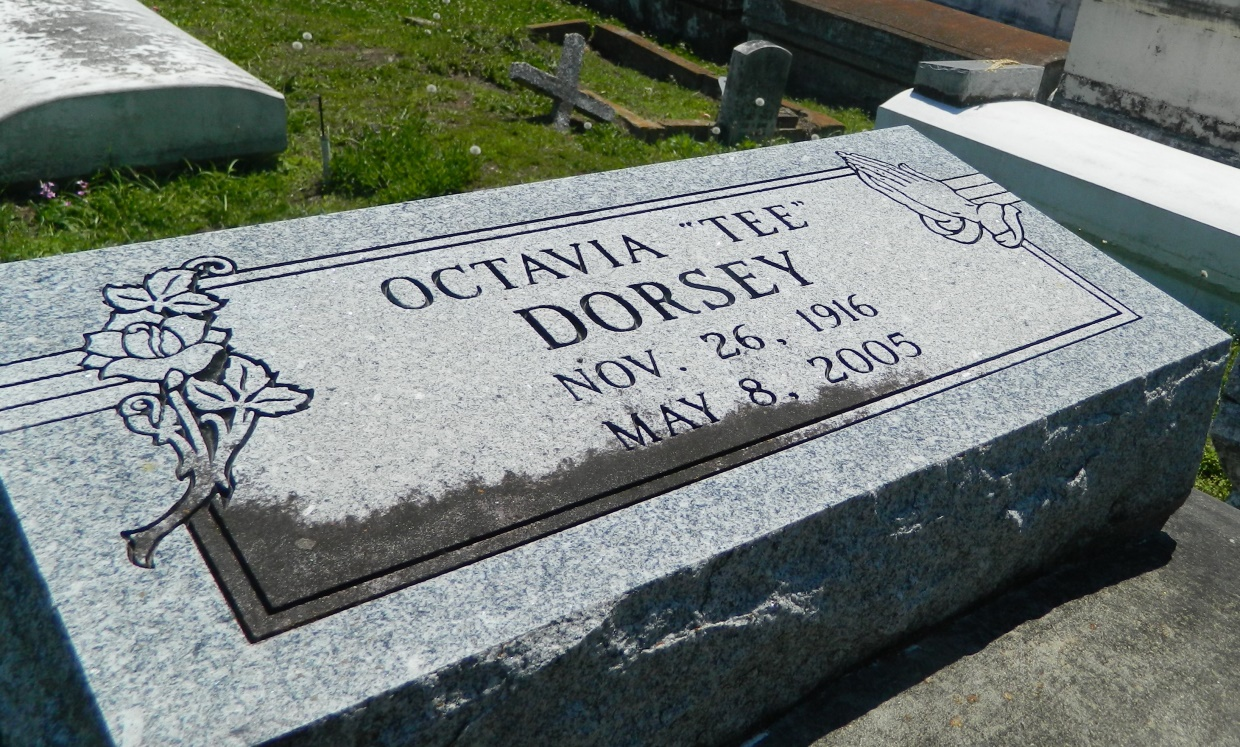 OCTAVIA "TEE"
DORSEY
NOV. 26, 1916
MAY 8, 2005